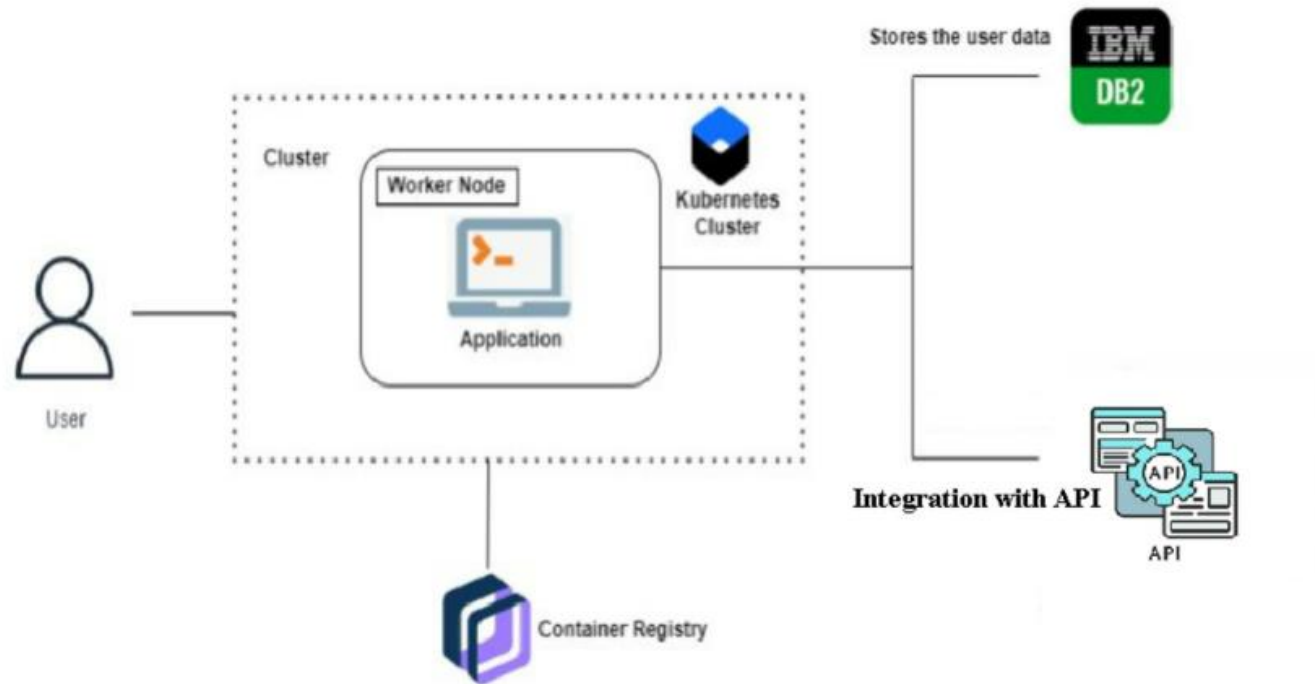 Stores the user data
IBM
DB2
Cluster
Worker Node
Kubernetes
Cluster
Application
User
Integration with API
API
API
Container Registry